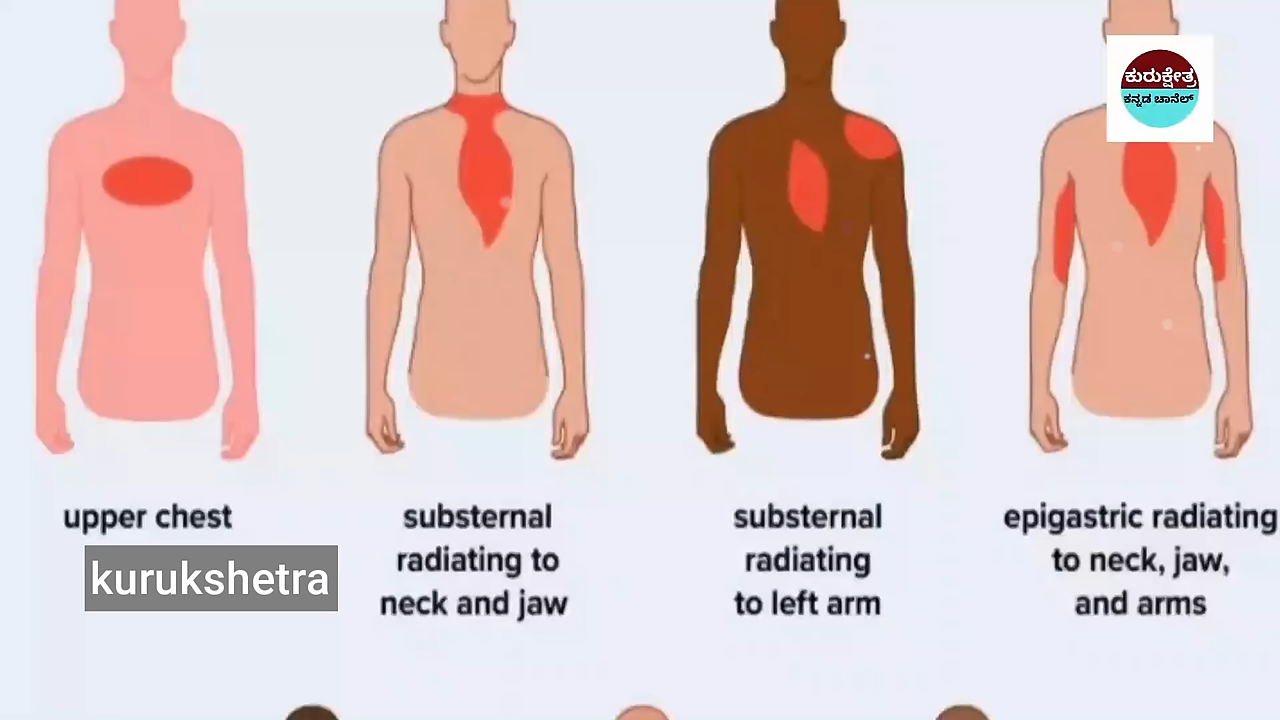 ಕುರುಕ್ಷೇತ್ರ
ಕನ್ನಡ ಚಾನೆಲ್
upper chest
substernal
radiating to
neck and jaw
substernal
radiating
to left arm
epigastric radiating
to neck, jaw,
and arms
kurukshetra